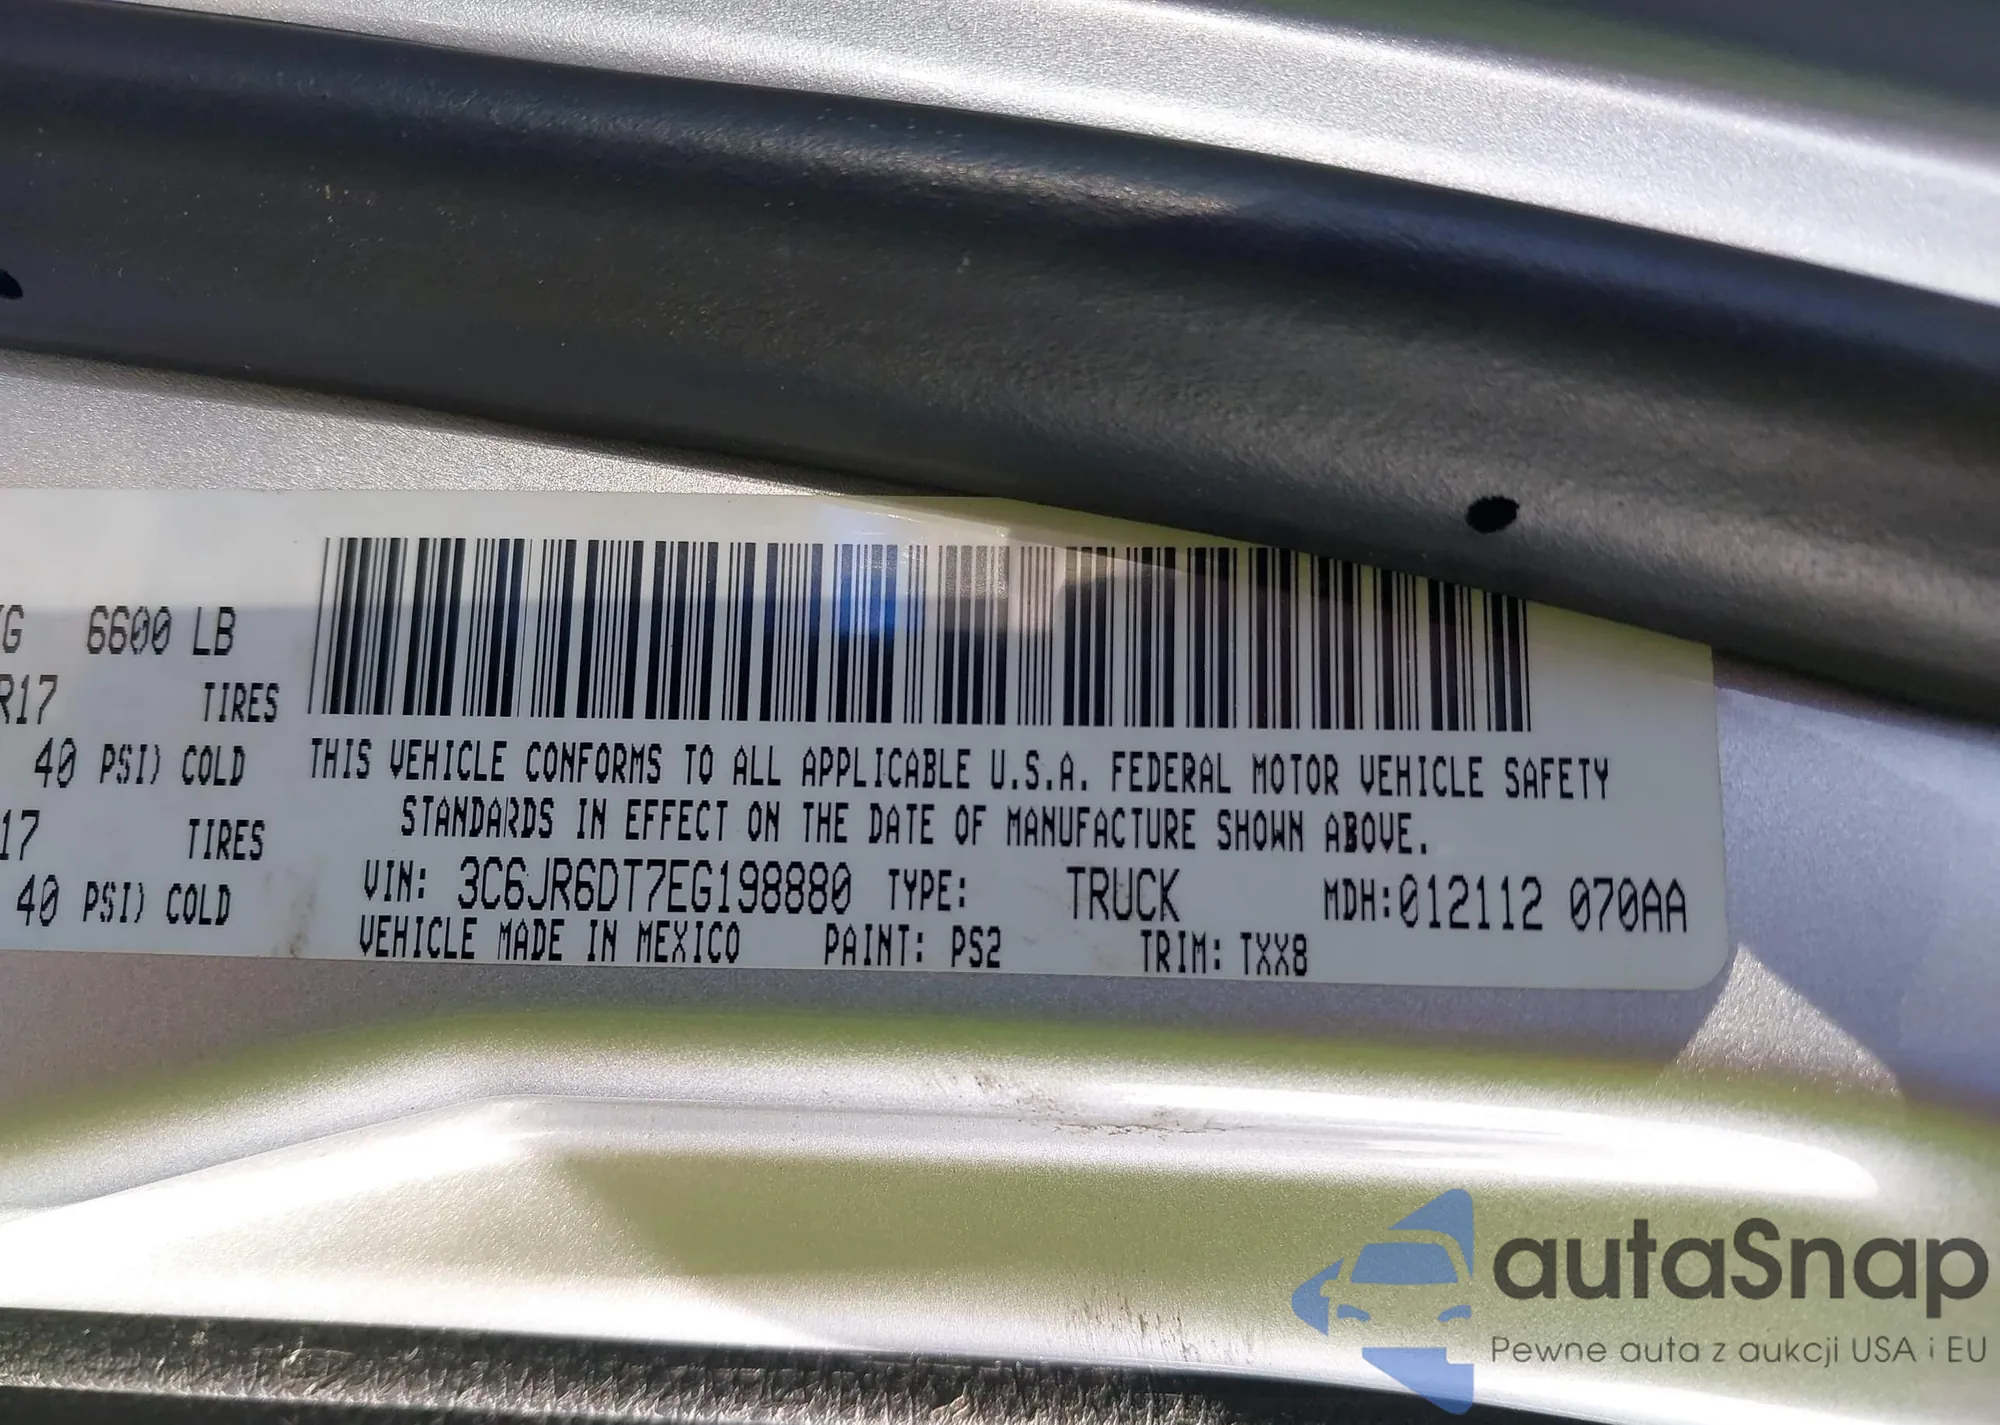 6600 LB
R17 TIRES
40 PSI) COLD
17 TIRES
40 PSI) COLD
THIS VEHICLE CONFORMS TO ALL APPLICABLE U.S.A. FEDERAL MOTOR VEHICLE SAFETY
STANDARDS IN EFFECT ON THE DATE OF MANUFACTURE SHOWN ABOVE.
VIN: 3C6JR6DT7EG198880 TYPE: TRUCK MDH:012112 070AA
VEHICLE MADE IN MEXICO PAINT: PS2 TRIM: TXX8
autaSnap
Pewne auta z aukcji USA i EU